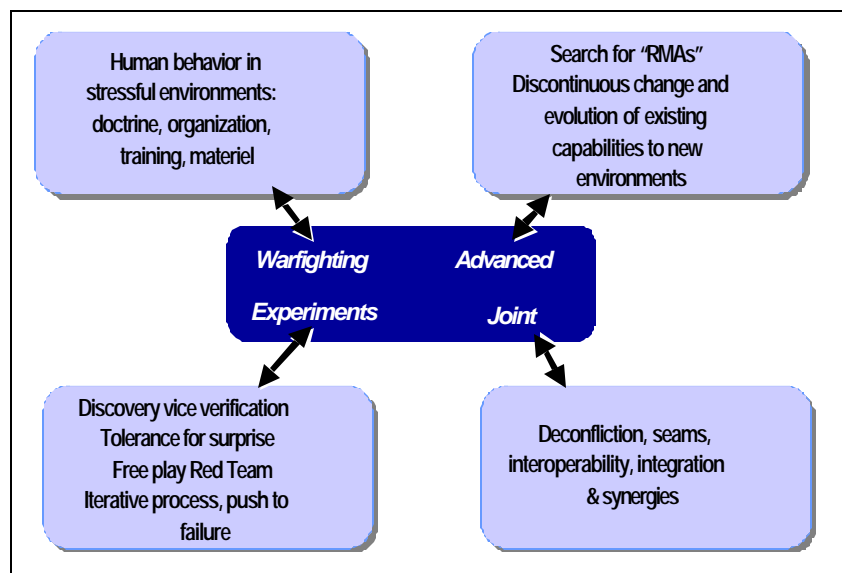 Human behavior in
stressful environments:
doctrine, organization,
training, materiel
Search for “RMAs”
Discontinuous change and
evolution of existing
capabilities to new
environments
Warfighting
Advanced
Experiments
Joint
Discovery vice verification
Tolerance for surprise
Free play Red Team
Iterative process, push to
failure
Deconfliction, seams,
interoperability, integration
& synergies